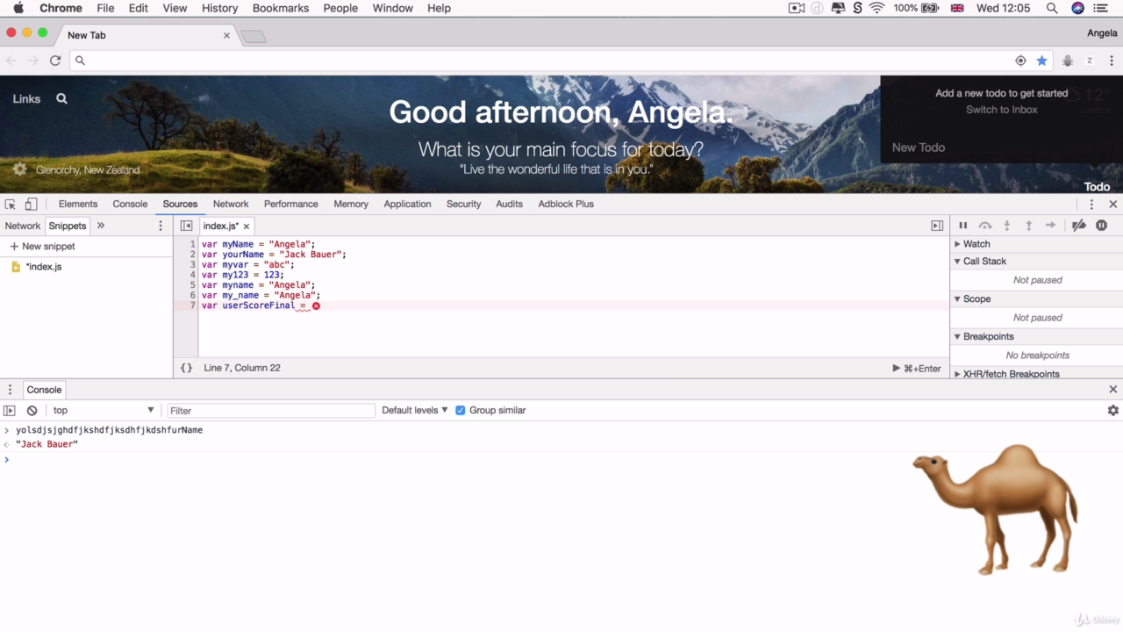 Chrome File Edit View History Bookmarks People Window Help 100% Wed 12:05
New Tab Angela
Links
Good afternoon, Angela.
What is your main focus for today?
"Live the wonderful life that is in you."
Glenorchy, New Zealand
Add a new todo to get started
Switch to Inbox
New Todo
Todo
Elements Console Sources Network Performance Memory Application Security Audits Adblock Plus
Network Snippets » index.js* ×
+ New snippet
*index.js
1 var myName = "Angela";
2 var yourName = "Jack Bauer";
3 var myvar = "abc";
4 var my123 = 123;
5 var myname = "Angela";
6 var my_name = "Angela";
7 var userScoreFinal =
{} Line 7, Column 22 ⌘+Enter
Watch
Call Stack
Not paused
Scope
Not paused
Breakpoints
No breakpoints
XHR/fetch Breakpoints
Console
top Filter Default levels Group similar
> yolsdjsjghdfjkshdfjksdhfjkdshfurName
"Jack Bauer"
>
Udemy